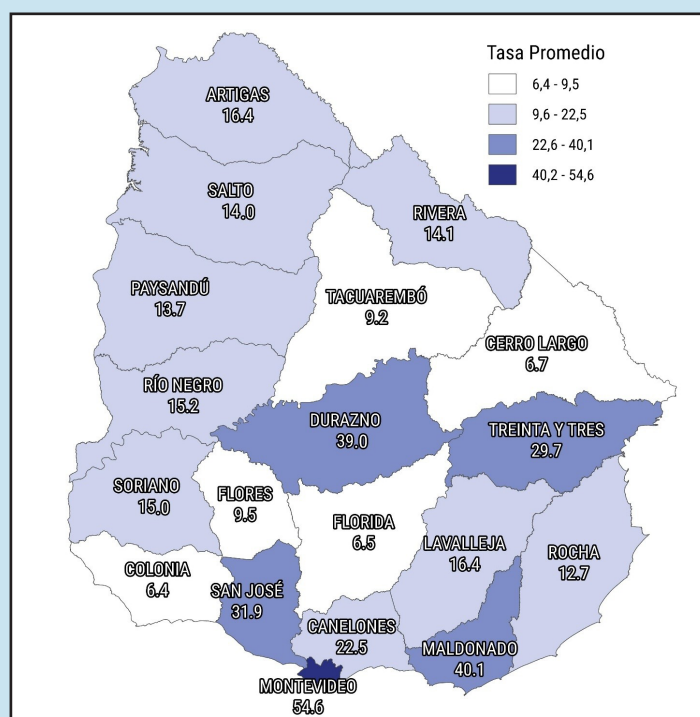 Tasa Promedio
6,4 - 9,5
9,6 - 22,5
22,6 - 40,1
40,2 - 54,6
ARTIGAS
16.4
SALTO
14.0
RIVERA
14.1
PAYSANDÚ
13.7
TACUAREMBÓ
9.2
CERRO LARGO
6.7
RÍO NEGRO
15.2
DURAZNO
39.0
TREINTA Y TRES
29.7
SORIANO
15.0
FLORES
9.5
FLORIDA
6.5
LAVALLEJA
16.4
ROCHA
12.7
COLONIA
6.4
SAN JOSÉ
31.9
CANELONES
22.5
MALDONADO
40.1
MONTEVIDEO
54.6